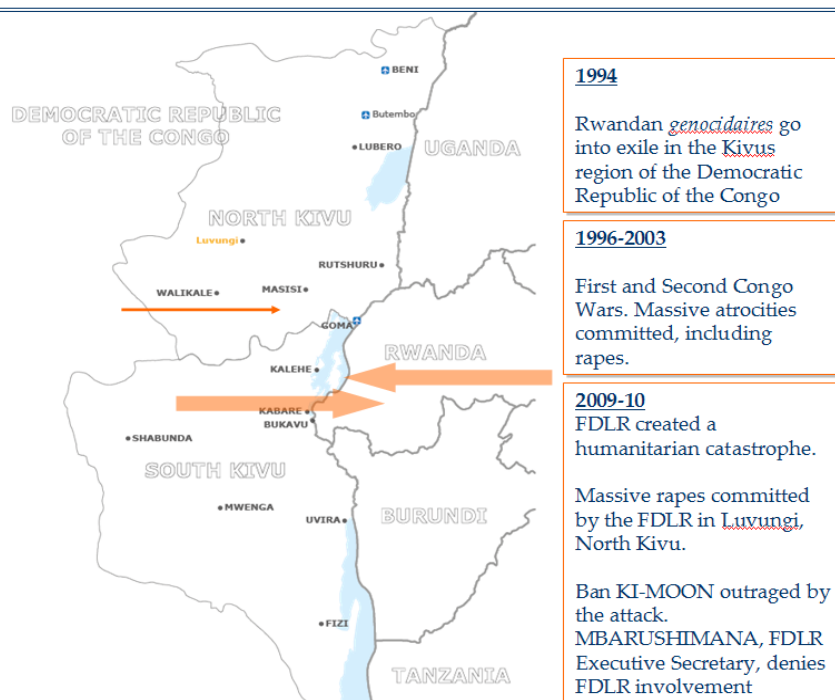 BENI
DEMOCRATIC REPUBLIC
OF THE CONGO
Butembo
LUBERO
UGANDA
NORTH KIVU
Luvungi
RUTSHURU
WALIKALE
MASISI
GOMA
RWANDA
KALEHE
KABARE
BUKAVU
SHABUNDA
SOUTH KIVU
MWENGA
UVIRA
BURUNDI
FIZI
TANZANIA
1994
Rwandan genocidaires go
into exile in the Kivus
region of the Democratic
Republic of the Congo
1996-2003
First and Second Congo
Wars. Massive atrocities
committed, including
rapes.
2009-10
FDLR created a
humanitarian catastrophe.
Massive rapes committed
by the FDLR in Luvungi,
North Kivu.
Ban KI-MOON outraged by
the attack.
MBARUSHIMANA, FDLR
Executive Secretary, denies
FDLR involvement